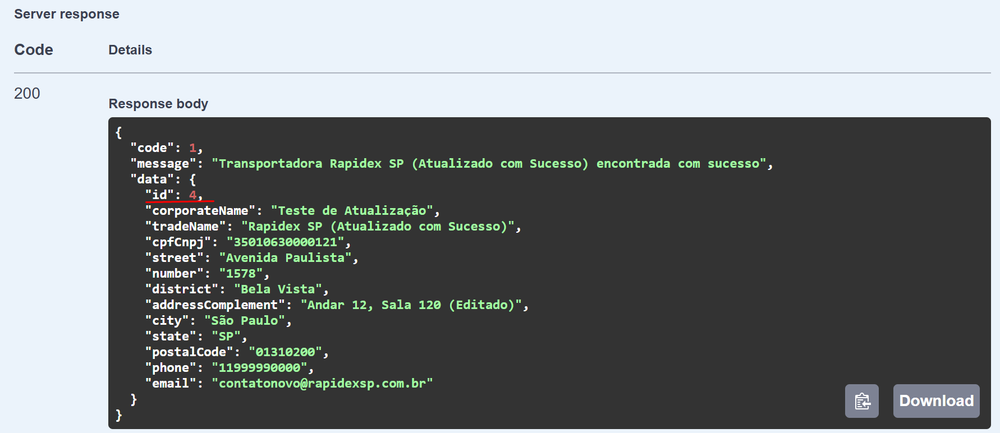 Server response
Code Details
200
Response body
{
  "code": 1,
  "message": "Transportadora Rapidex SP (Atualizado com Sucesso) encontrada com sucesso",
  "data": {
    "id": 4,
    "corporateName": "Teste de Atualização",
    "tradeName": "Rapidex SP (Atualizado com Sucesso)",
    "cpfCnpj": "35010630000121",
    "street": "Avenida Paulista",
    "number": "1578",
    "district": "Bela Vista",
    "addressComplement": "Andar 12, Sala 120 (Editado)",
    "city": "São Paulo",
    "state": "SP",
    "postalCode": "01310200",
    "phone": "11999990000",
    "email": "contatonovo@rapidexsp.com.br"
  }
}
Download